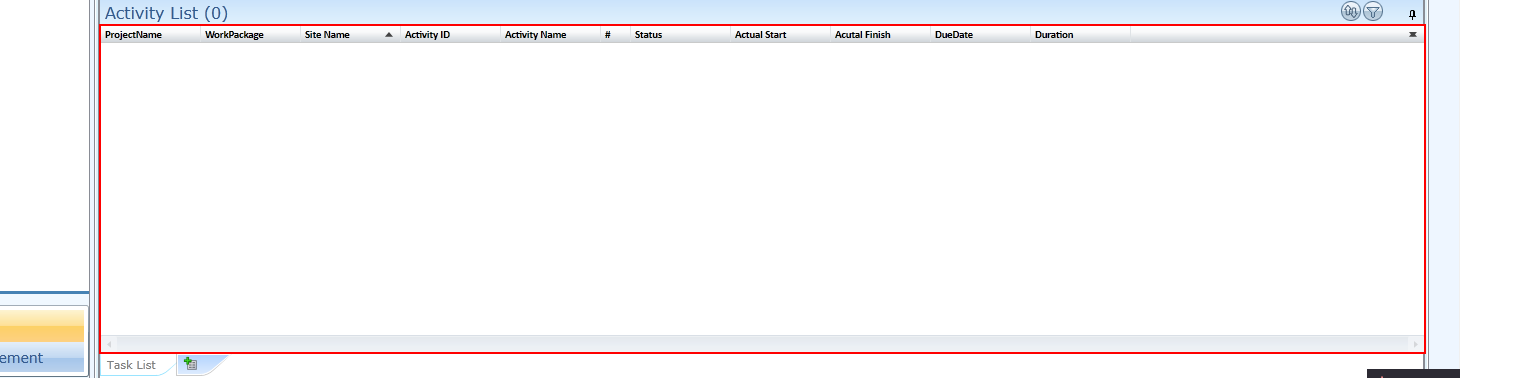 Activity List (0)
ProjectName WorkPackage Site Name Activity ID Activity Name # Status Actual Start Acutal Finish DueDate Duration
ement
Task List